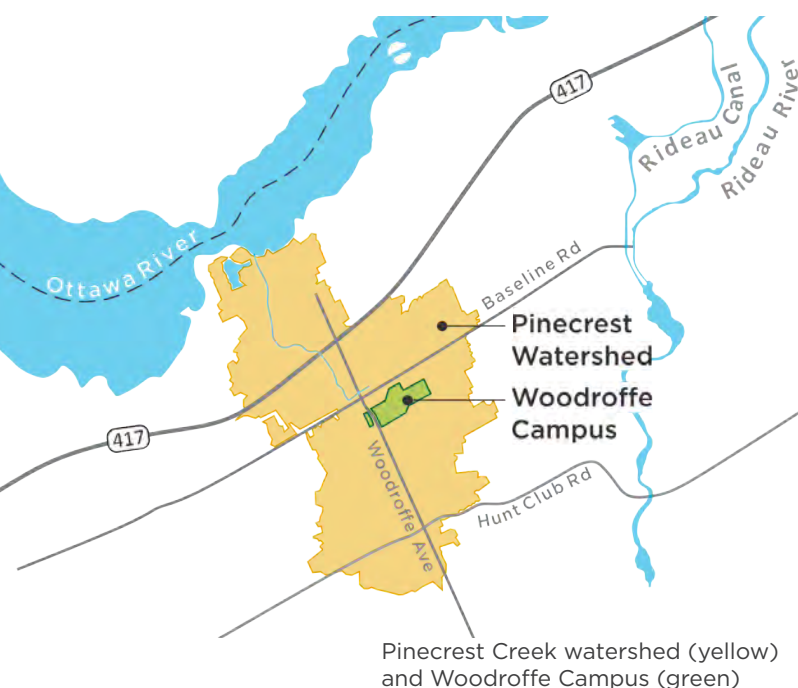 417
Rideau Canal
Rideau River
Ottawa River
Baseline Rd
Pinecrest
Watershed
Woodroffe
Campus
417
Woodroffe Ave
Hunt Club Rd
Pinecrest Creek watershed (yellow)
and Woodroffe Campus (green)